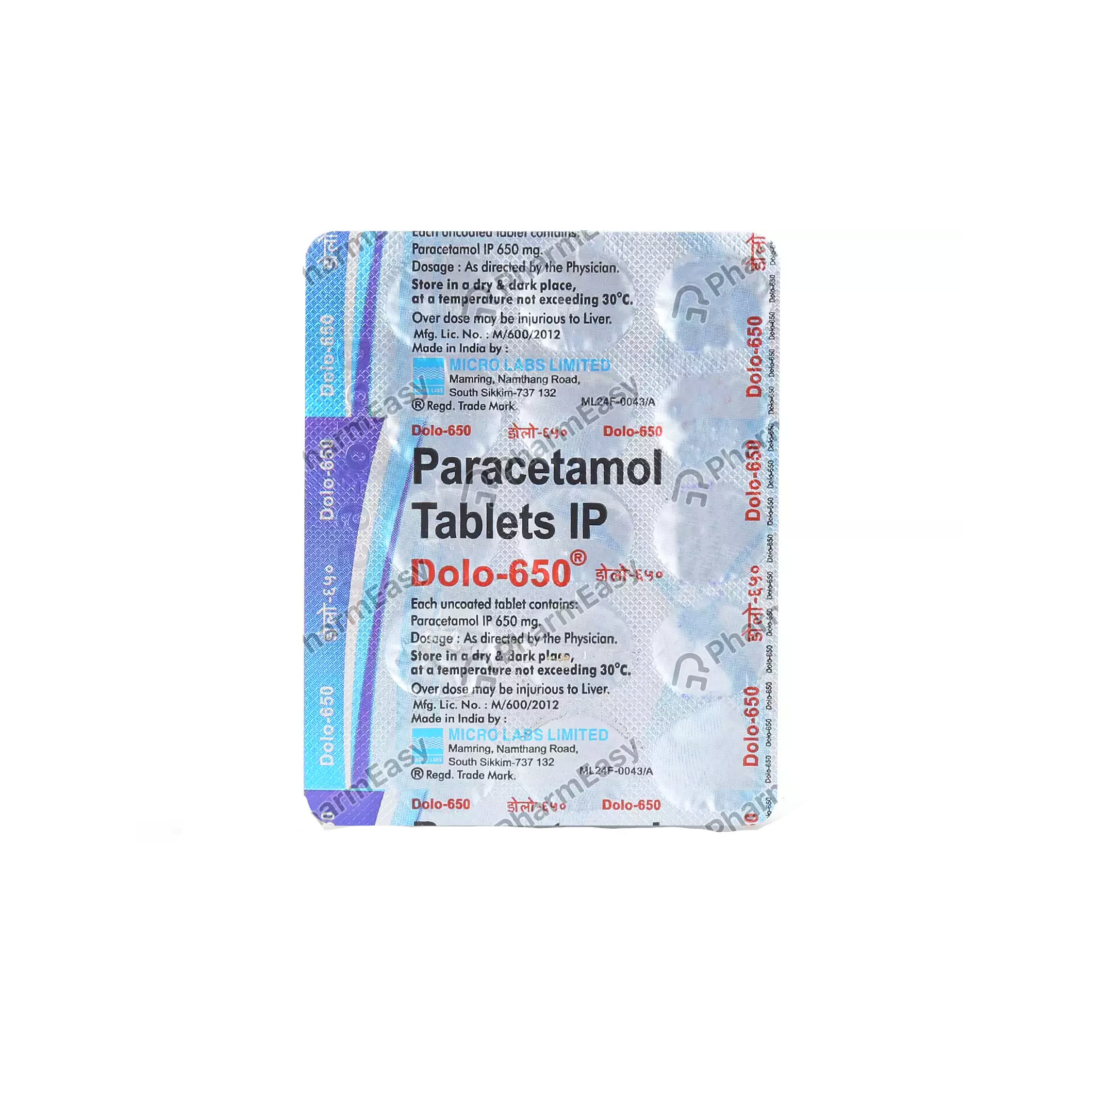 Each uncoated tablet contains:
Paracetamol IP 650 mg.
Dosage : As directed by the Physician.
Store in a dry & dark place,
at a temperature not exceeding 30°C.
Over dose may be injurious to Liver.
Mfg. Lic. No. : M/600/2012
Made in India by :
MICRO LABS LIMITED
Mamring, Namthang Road,
South Sikkim-737 132
® Regd. Trade Mark.
ML24F-0043/A
Dolo-650 डोलो-६५० Dolo-650
Paracetamol
Tablets IP
Dolo-650® डोलो-६५०
Each uncoated tablet contains:
Paracetamol IP 650 mg.
Dosage : As directed by the Physician.
Store in a dry & dark place,
at a temperature not exceeding 30°C.
Over dose may be injurious to Liver.
Mfg. Lic. No. : M/600/2012
Made in India by :
MICRO LABS LIMITED
Mamring, Namthang Road,
South Sikkim-737 132
® Regd. Trade Mark.
ML24F-0043/A
Dolo-650 डोलो-६५० Dolo-650
Dolo-650
Dolo-650
डोलो-६५०
Dolo-650
डोलो
Dolo-650
Dolo-650
डोलो-६५०
Dolo-650
PharmEasy